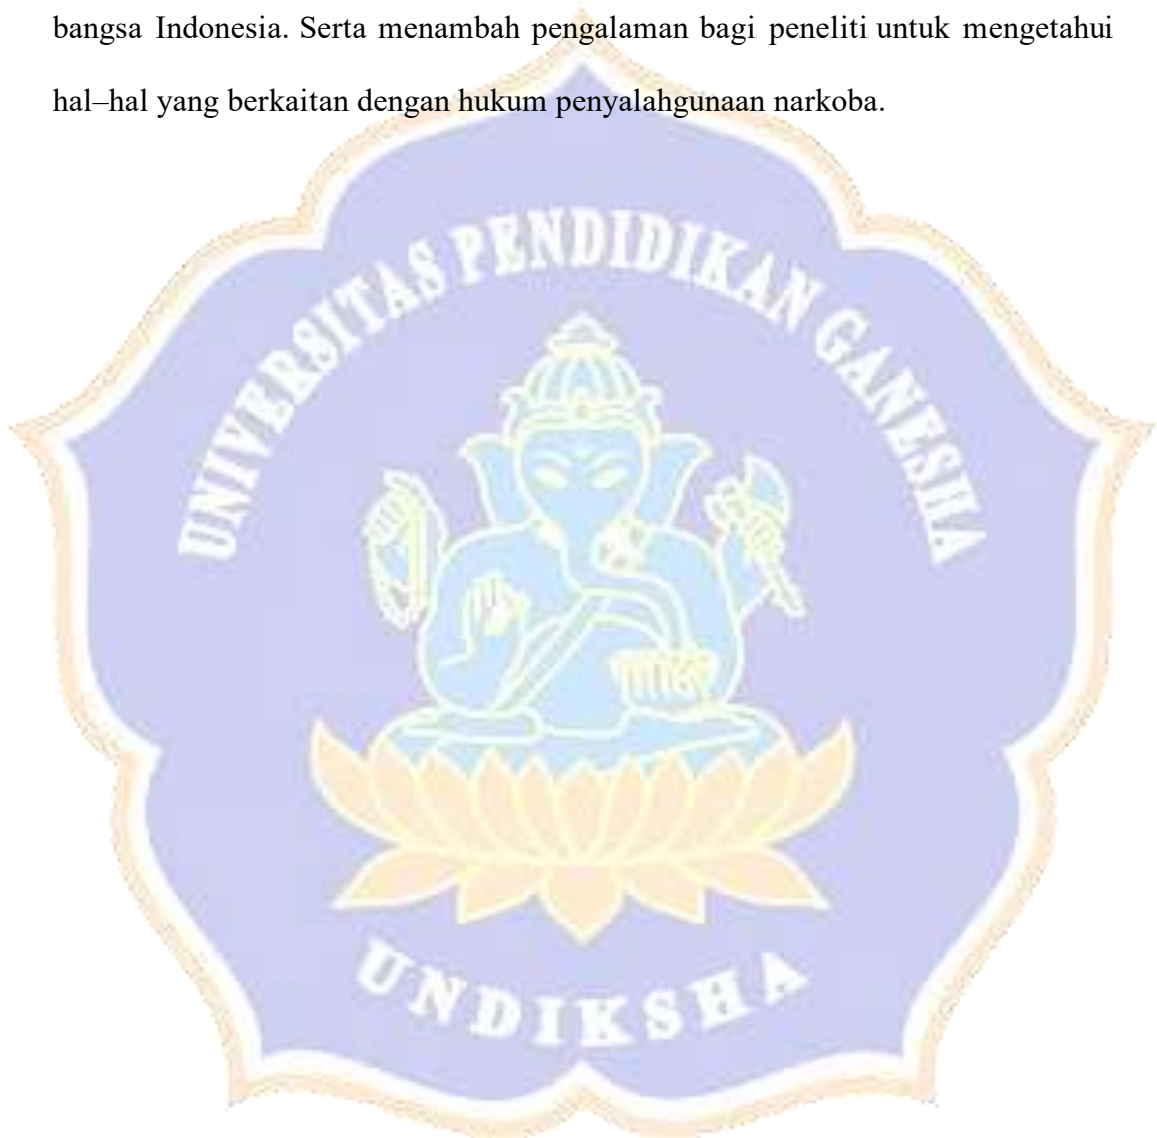 bangsa Indonesia. Serta menambah pengalaman bagi peneliti untuk mengetahui
hal–hal yang berkaitan dengan hukum penyalahgunaan narkoba.
UNIVERSITAS PENDIDIKAN GANESHA
UNDIKSHA